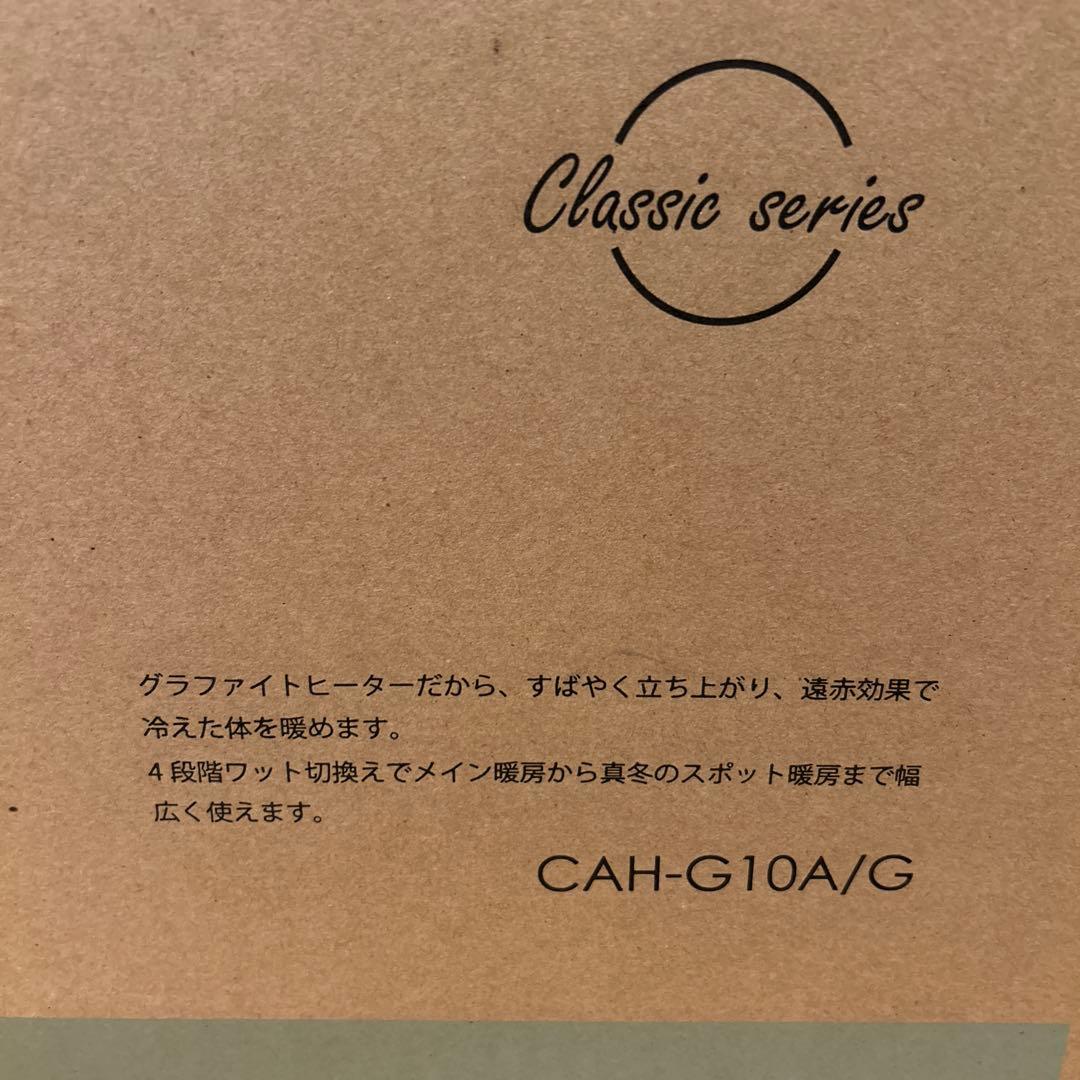 Classic series
グラファイトヒーターだから、すばやく立ち上がり、遠赤効果で
冷えた体を暖めます。
4段階ワット切換えでメイン暖房から真冬のスポット暖房まで幅
広く使えます。
CAH-G10A/G